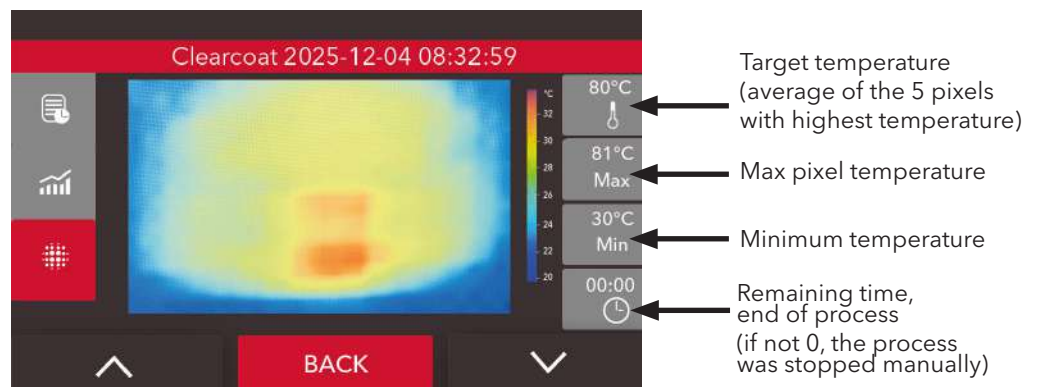 Clearcoat 2025-12-04 08:32:59
°C
32
30
28
26
24
22
20
80°C
81°C
Max
30°C
Min
00:00
BACK
Target temperature
(average of the 5 pixels
with highest temperature)
Max pixel temperature
Minimum temperature
Remaining time,
end of process
(if not 0, the process
was stopped manually)